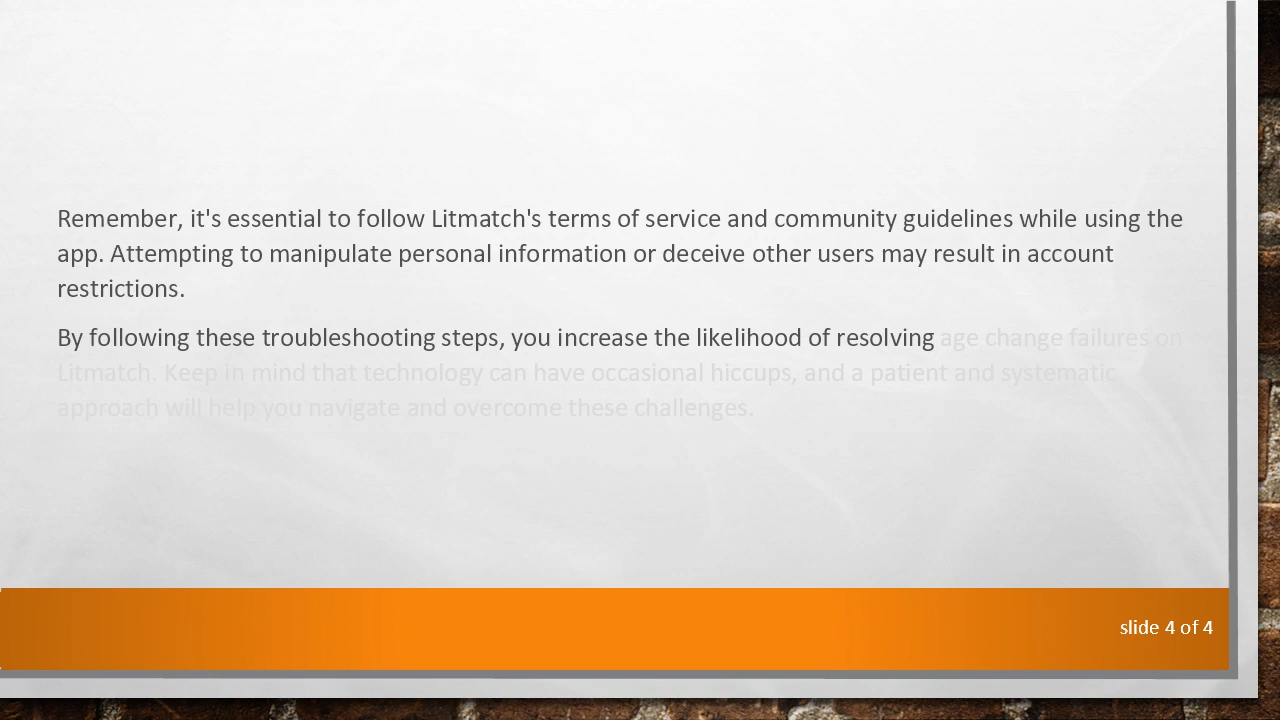 Remember, it's essential to follow Litmatch's terms of service and community guidelines while using the
app. Attempting to manipulate personal information or deceive other users may result in account
restrictions.
By following these troubleshooting steps, you increase the likelihood of resolving age change failures on
Litmatch. Keep in mind that technology can have occasional hiccups, and a patient and systematic
approach will help you navigate and overcome these challenges.
slide 4 of 4